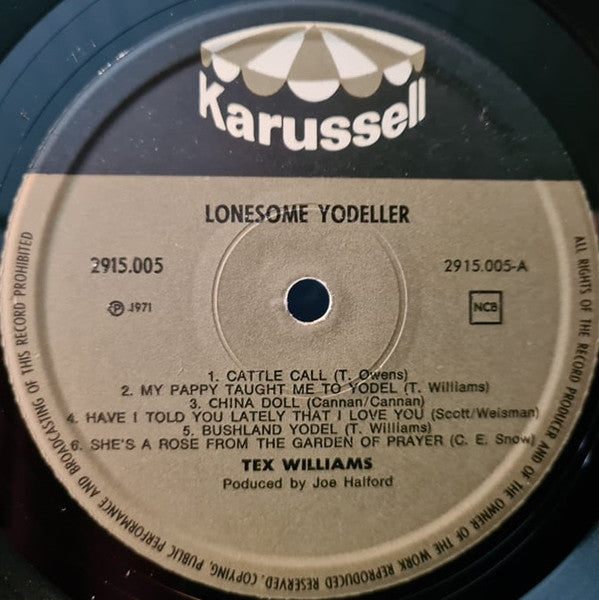 Karussell
LONESOME YODELLER
2915.005
2915.005-A
Ⓟ 1971
NCB
1. CATTLE CALL (T. Owens)
2. MY PAPPY TAUGHT ME TO YODEL (T. Williams)
3. CHINA DOLL (Cannan/Cannan)
4. HAVE I TOLD YOU LATELY THAT I LOVE YOU (Scott/Weisman)
5. BUSHLAND YODEL (T. Williams)
6. SHE'S A ROSE FROM THE GARDEN OF PRAYER (C. E. Snow)
TEX WILLIAMS
Produced by Joe Halford
ALL RIGHTS OF THE RECORD PRODUCER AND OF THE OWNER OF THE WORK REPRODUCED RESERVED. COPYING, PUBLIC PERFORMANCE AND BROADCASTING OF THIS RECORD PROHIBITED